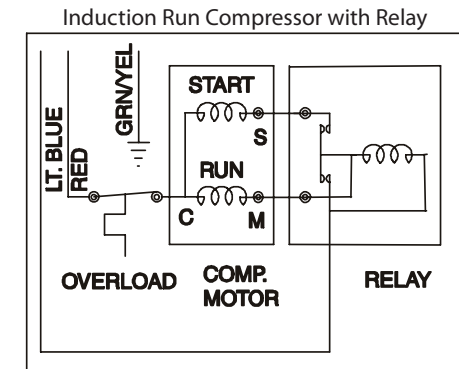 Induction Run Compressor with Relay
LT. BLUE
RED
GRN/YEL
START
S
RUN
C
M
OVERLOAD
COMP.
MOTOR
RELAY